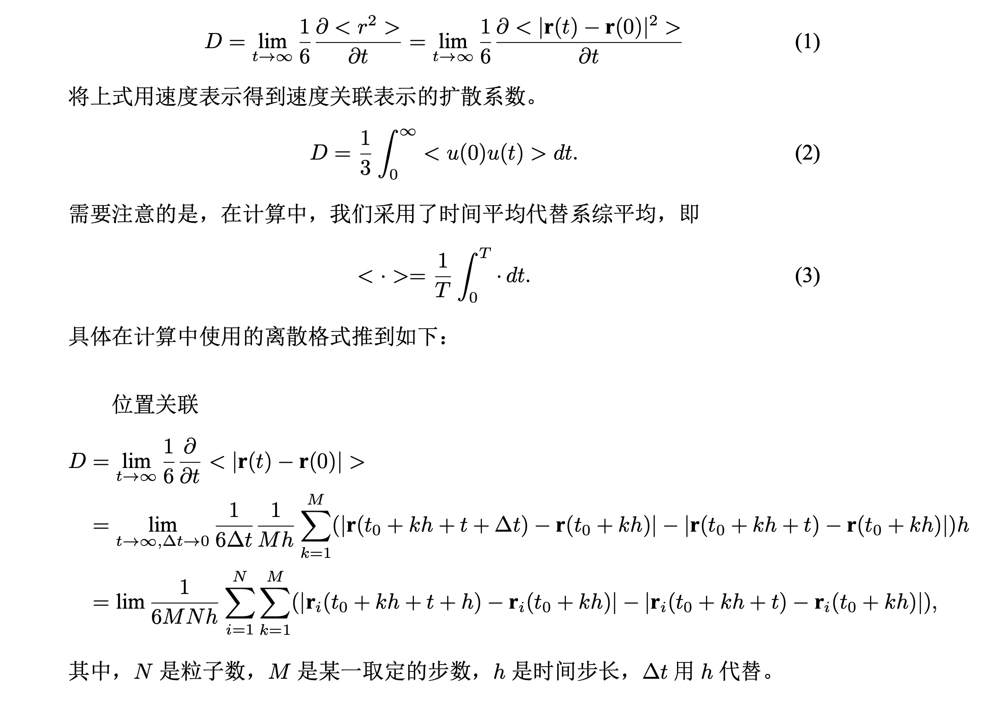 $D = \lim_{t \to \infty} \frac{1}{6} \frac{\partial < r^2 >}{\partial t} = \lim_{t \to \infty} \frac{1}{6} \frac{\partial < |\mathbf{r}(t) - \mathbf{r}(0)|^2 >}{\partial t}$ (1)
将上式用速度表示得到速度关联表示的扩散系数。
$D = \frac{1}{3} \int_0^\infty < u(0)u(t) > dt.$ (2)
需要注意的是，在计算中，我们采用了时间平均代替系综平均，即
$< \cdot >= \frac{1}{T} \int_0^T \cdot dt.$ (3)
具体在计算中使用的离散格式推到如下：
位置关联
$D = \lim_{t \to \infty} \frac{1}{6} \frac{\partial}{\partial t} < |\mathbf{r}(t) - \mathbf{r}(0)| >$
$= \lim_{t \to \infty, \Delta t \to 0} \frac{1}{6\Delta t} \frac{1}{Mh} \sum_{k=1}^{M} (|\mathbf{r}(t_0 + kh + t + \Delta t) - \mathbf{r}(t_0 + kh)| - |\mathbf{r}(t_0 + kh + t) - \mathbf{r}(t_0 + kh)|)h$
$= \lim \frac{1}{6MNh} \sum_{i=1}^{N} \sum_{k=1}^{M} (|\mathbf{r}_i(t_0 + kh + t + h) - \mathbf{r}_i(t_0 + kh)| - |\mathbf{r}_i(t_0 + kh + t) - \mathbf{r}_i(t_0 + kh)|),$
其中，$N$ 是粒子数，$M$ 是某一取定的步数，$h$ 是时间步长，$\Delta t$ 用 $h$ 代替。